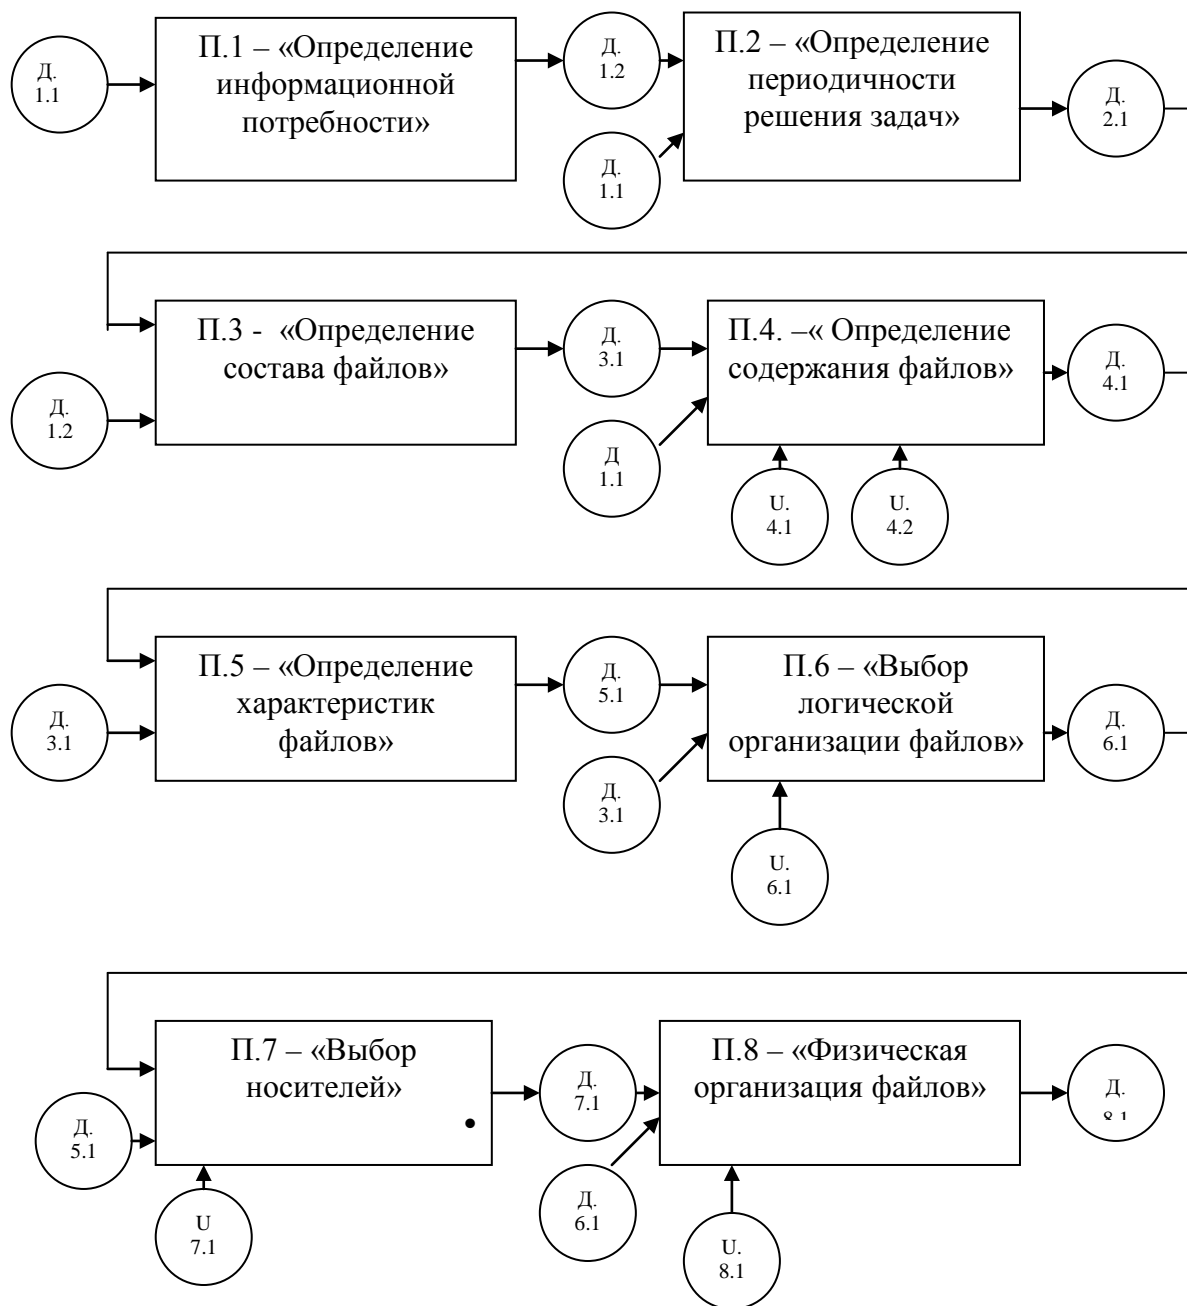 Д.
1.1
П.1 – «Определение
информационной
потребности»
Д.
1.2
Д.
1.1
П.2 – «Определение
периодичности
решения задач»
Д.
2.1
Д.
1.2
П.3 - «Определение
состава файлов»
Д.
3.1
Д
1.1
П.4. –« Определение
содержания файлов»
U.
4.1
U.
4.2
Д.
4.1
Д.
3.1
П.5 – «Определение
характеристик
файлов»
Д.
5.1
Д.
3.1
П.6 – «Выбор
логической
организации файлов»
U.
6.1
Д.
6.1
Д.
5.1
П.7 – «Выбор
носителей»
•
U
7.1
Д.
7.1
Д.
6.1
П.8 – «Физическая
организация файлов»
U.
8.1
Д.
8.1